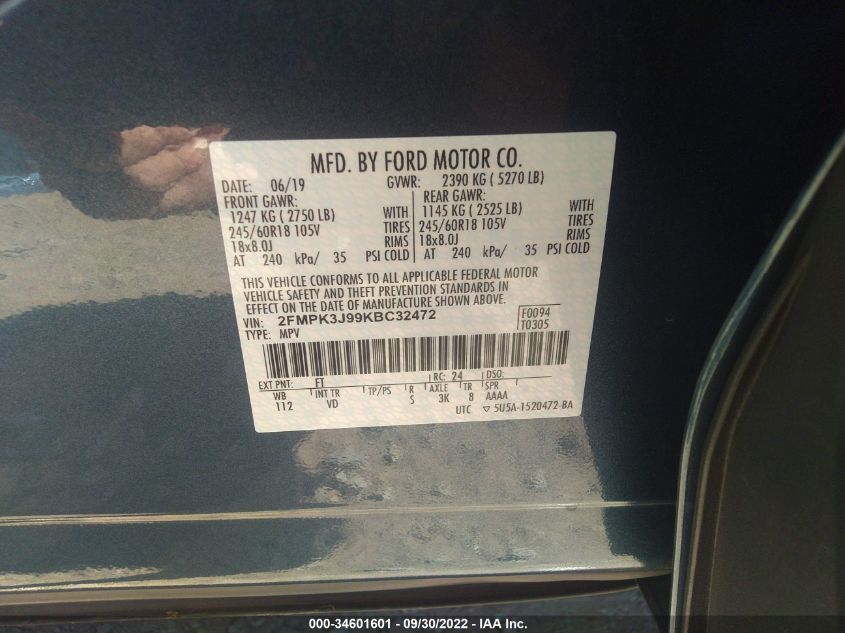 MFD. BY FORD MOTOR CO.
DATE: 06/19 GVWR: 2390 KG ( 5270 LB)
FRONT GAWR: REAR GAWR:
1247 KG ( 2750 LB) WITH 1145 KG ( 2525 LB) WITH
245/60R18 105V TIRES 245/60R18 105V TIRES
18x8.0J RIMS 18x8.0J RIMS
AT 240 kPa/ 35 PSI COLD AT 240 kPa/ 35 PSI COLD
THIS VEHICLE CONFORMS TO ALL APPLICABLE FEDERAL MOTOR
VEHICLE SAFETY AND THEFT PREVENTION STANDARDS IN
EFFECT ON THE DATE OF MANUFACTURE SHOWN ABOVE.
VIN: 2FMPK3J99KBC32472 F0094
TYPE: MPV T0305
EXT PNT: FT RC: 24 DSO:
WB INT TR TP/PS R AXLE TR SPR
112 VD S 3K 8 AAAA
UTC ▽ 5U5A-1520472-BA
000-34601601 - 09/30/2022 - IAA Inc.